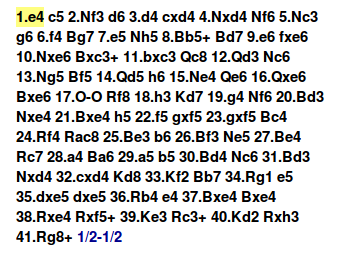 1.e4 c5 2.Nf3 d6 3.d4 cxd4 4.Nxd4 Nf6 5.Nc3
g6 6.f4 Bg7 7.e5 Nh5 8.Bb5+ Bd7 9.e6 fxe6
10.Nxe6 Bxc3+ 11.bxc3 Qc8 12.Qd3 Nc6
13.Ng5 Bf5 14.Qd5 h6 15.Ne4 Qe6 16.Qxe6
Bxe6 17.O-O Rf8 18.h3 Kd7 19.g4 Nf6 20.Bd3
Nxe4 21.Bxe4 h5 22.f5 gxf5 23.gxf5 Bc4
24.Rf4 Rac8 25.Be3 b6 26.Bf3 Ne5 27.Be4
Rc7 28.a4 Ba6 29.a5 b5 30.Bd4 Nc6 31.Bd3
Nxd4 32.cxd4 Kd8 33.Kf2 Bb7 34.Rg1 e5
35.dxe5 dxe5 36.Rb4 e4 37.Bxe4 Bxe4
38.Rxe4 Rxf5+ 39.Ke3 Rc3+ 40.Kd2 Rxh3
41.Rg8+ 1/2-1/2